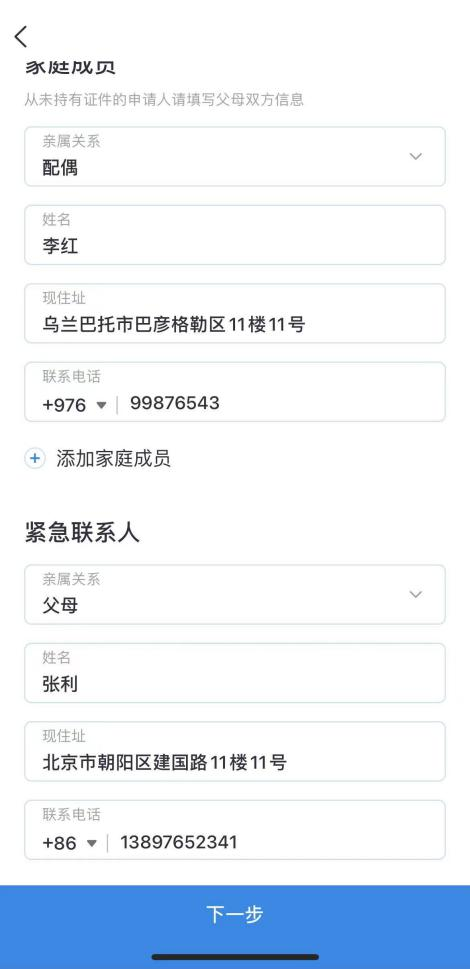 家庭成员
从未持有证件的申请人请填写父母双方信息
亲属关系
配偶
姓名
李红
现住址
乌兰巴托市巴彦格勒区11楼11号
联系电话
+976 99876543
添加家庭成员
紧急联系人
亲属关系
父母
姓名
张利
现住址
北京市朝阳区建国路11楼11号
联系电话
+86 13897652341
下一步